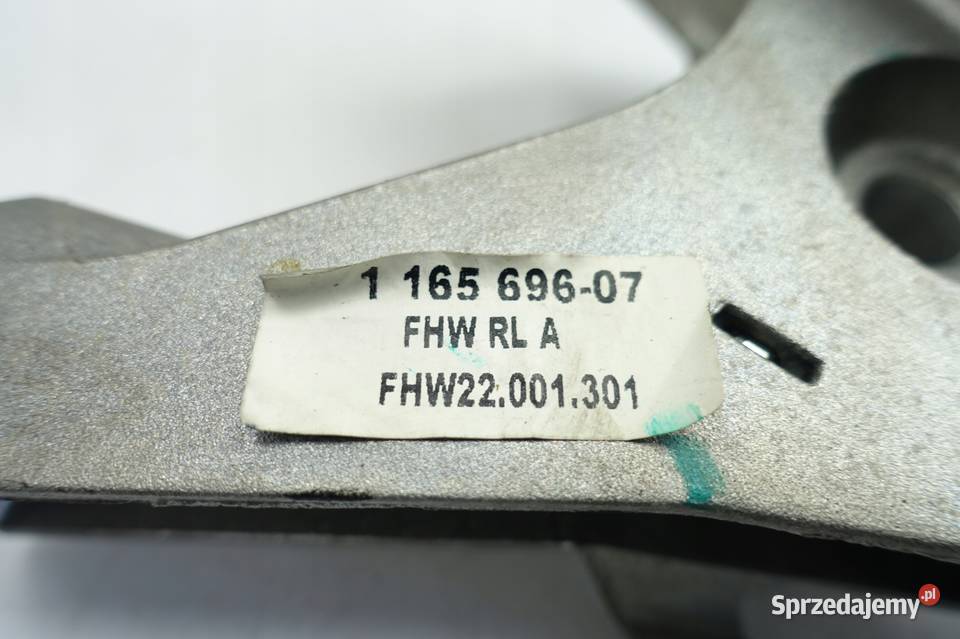 1 165 696-07
FHW RL A
FHW22.001.301
Sprzedajemy.pl